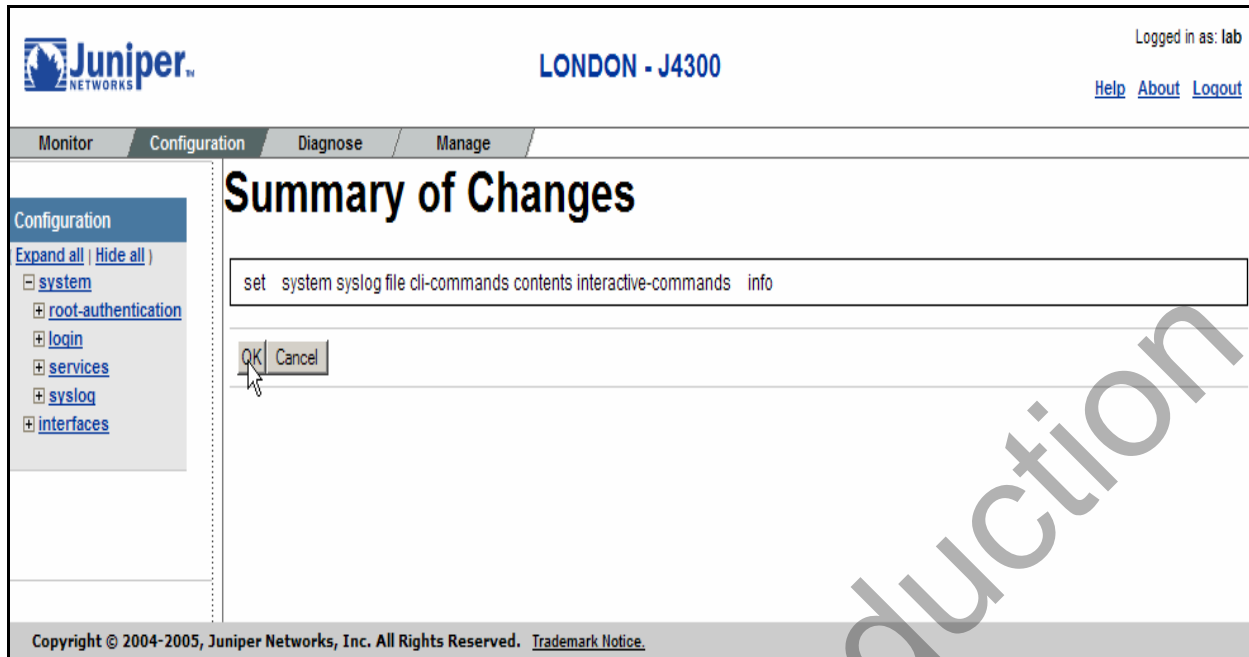 Juniper
NETWORKS
TM
LONDON - J4300
Logged in as: lab
Help About Logout
Monitor Configuration Diagnose Manage
Summary of Changes
Configuration
( Expand all | Hide all )
system
root-authentication
login
services
syslog
interfaces
set system syslog file cli-commands contents interactive-commands info
OK Cancel
duction
Copyright © 2004-2005, Juniper Networks, Inc. All Rights Reserved. Trademark Notice.